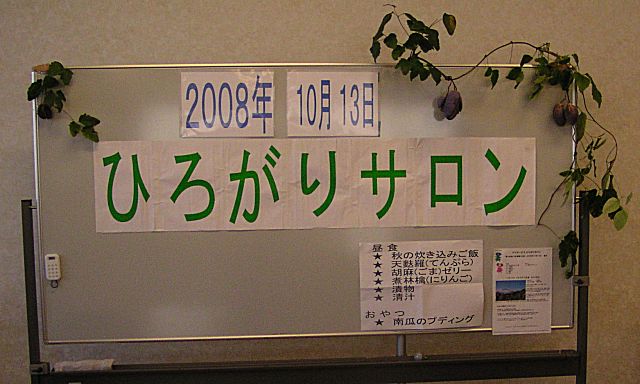 2008年 10月 13日
ひろがりサロン
昼食
★ 秋の炊き込みご飯
★ 天麩羅(てんぷら)
★ 胡麻(ごま)ゼリー
★ 煮林檎(にりんご)
★ 漬物
★ 清汁
おやつ
★ 南瓜のプディング